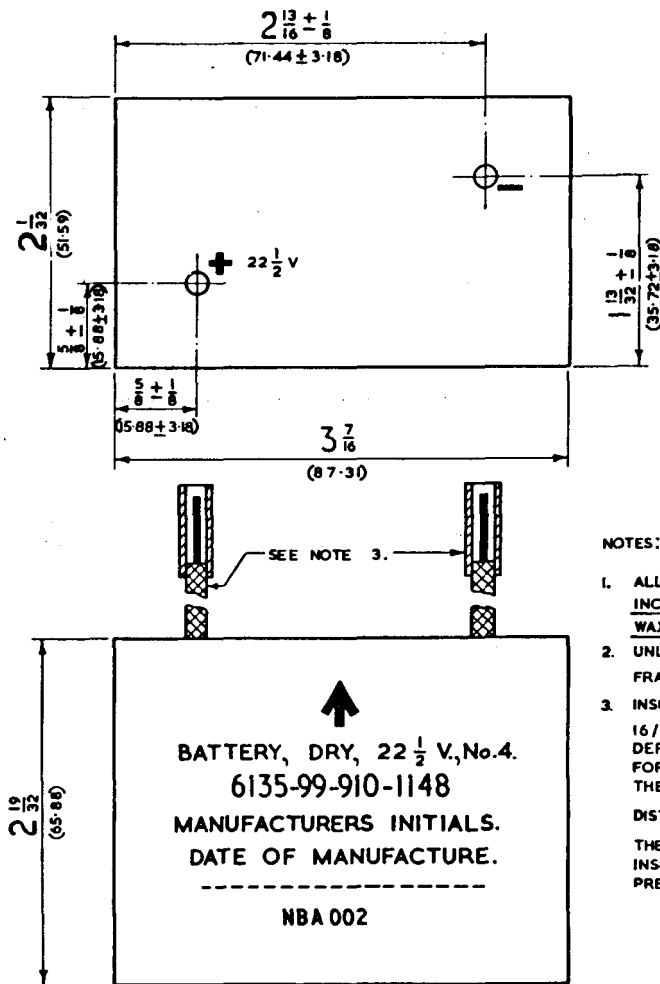 2 13/16 ± 1/8
(71·44 ± 3·18)
2 1/32
(51·59)
+ 22 1/2 V
−
5/8 ± 1/8
(15·88 ± 3·18)
1 13/32 ± 1/8
(35·72 ± 3·18)
5/8 ± 1/8
(15·88 ± 3·18)
3 7/16
(87·31)
SEE NOTE 3.
NOTES:
1. ALL
INC
WAX
2. UNL
FRA
3. INSU
16/
DEF
FOR
THE
DIST
THE
INS
PRE
2 19/32
(65·88)
BATTERY, DRY, 22 1/2 V., No.4.
6135-99-910-1148
MANUFACTURERS INITIALS.
DATE OF MANUFACTURE.
NBA 002